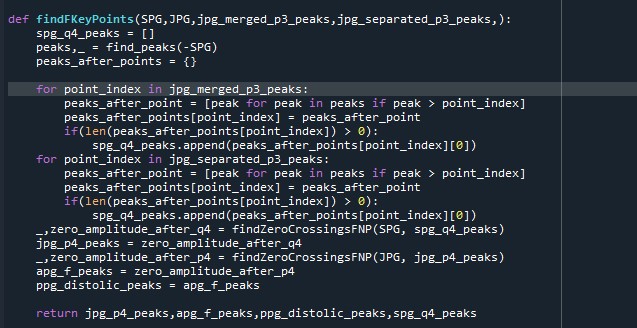 def findFKeyPoints(SPG,JPG,jpg_merged_p3_peaks,jpg_separated_p3_peaks,):
    spg_q4_peaks = []
    peaks,_ = find_peaks(-SPG)
    peaks_after_points = {}

    for point_index in jpg_merged_p3_peaks:
        peaks_after_point = [peak for peak in peaks if peak > point_index]
        peaks_after_points[point_index] = peaks_after_point
        if(len(peaks_after_points[point_index]) > 0):
            spg_q4_peaks.append(peaks_after_points[point_index][0])
    for point_index in jpg_separated_p3_peaks:
        peaks_after_point = [peak for peak in peaks if peak > point_index]
        peaks_after_points[point_index] = peaks_after_point
        if(len(peaks_after_points[point_index]) > 0):
            spg_q4_peaks.append(peaks_after_points[point_index][0])
    _,zero_amplitude_after_q4 = findZeroCrossingsFNP(SPG, spg_q4_peaks)
    jpg_p4_peaks = zero_amplitude_after_q4
    _,zero_amplitude_after_p4 = findZeroCrossingsFNP(JPG, jpg_p4_peaks)
    apg_f_peaks = zero_amplitude_after_p4
    ppg_distolic_peaks = apg_f_peaks

    return jpg_p4_peaks,apg_f_peaks,ppg_distolic_peaks,spg_q4_peaks